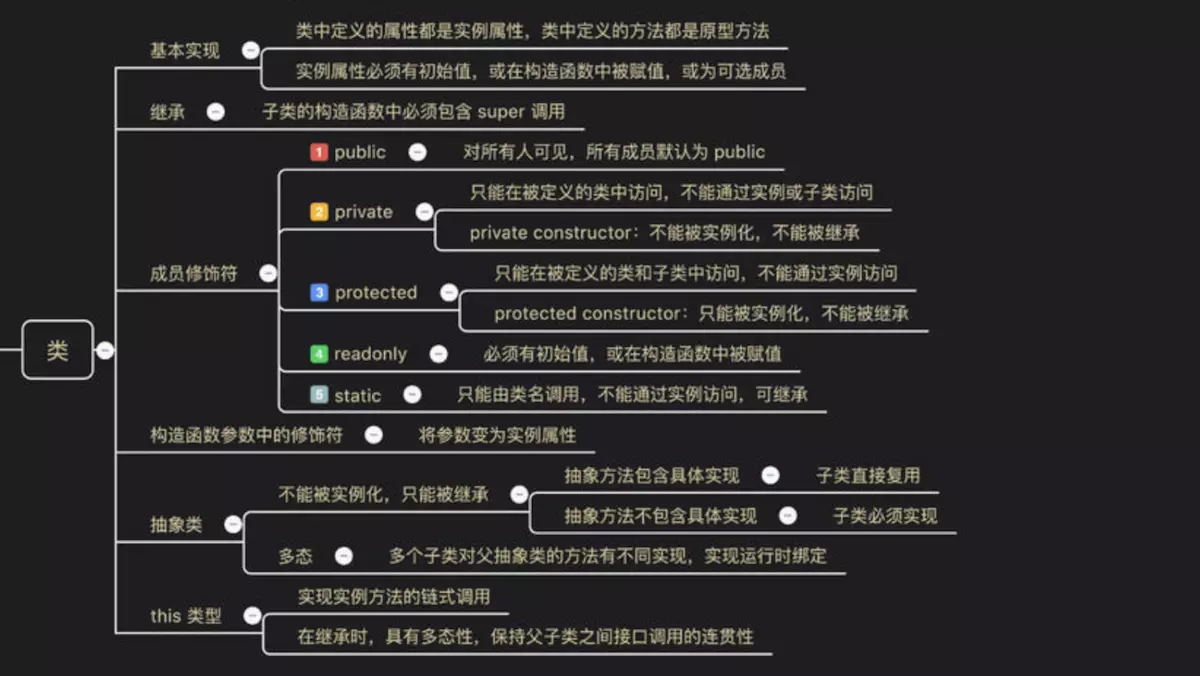 类
基本实现
类中定义的属性都是实例属性，类中定义的方法都是原型方法
实例属性必须有初始值，或在构造函数中被赋值，或为可选成员
继承
子类的构造函数中必须包含 super 调用
成员修饰符
1 public
对所有人可见，所有成员默认为 public
2 private
只能在被定义的类中访问，不能通过实例或子类访问
private constructor：不能被实例化，不能被继承
3 protected
只能在被定义的类和子类中访问，不能通过实例访问
protected constructor：只能被实例化，不能被继承
4 readonly
必须有初始值，或在构造函数中被赋值
5 static
只能由类名调用，不能通过实例访问，可继承
构造函数参数中的修饰符
将参数变为实例属性
抽象类
不能被实例化，只能被继承
抽象方法包含具体实现
子类直接复用
抽象方法不包含具体实现
子类必须实现
多态
多个子类对父抽象类的方法有不同实现，实现运行时绑定
this 类型
实现实例方法的链式调用
在继承时，具有多态性，保持父子类之间接口调用的连贯性